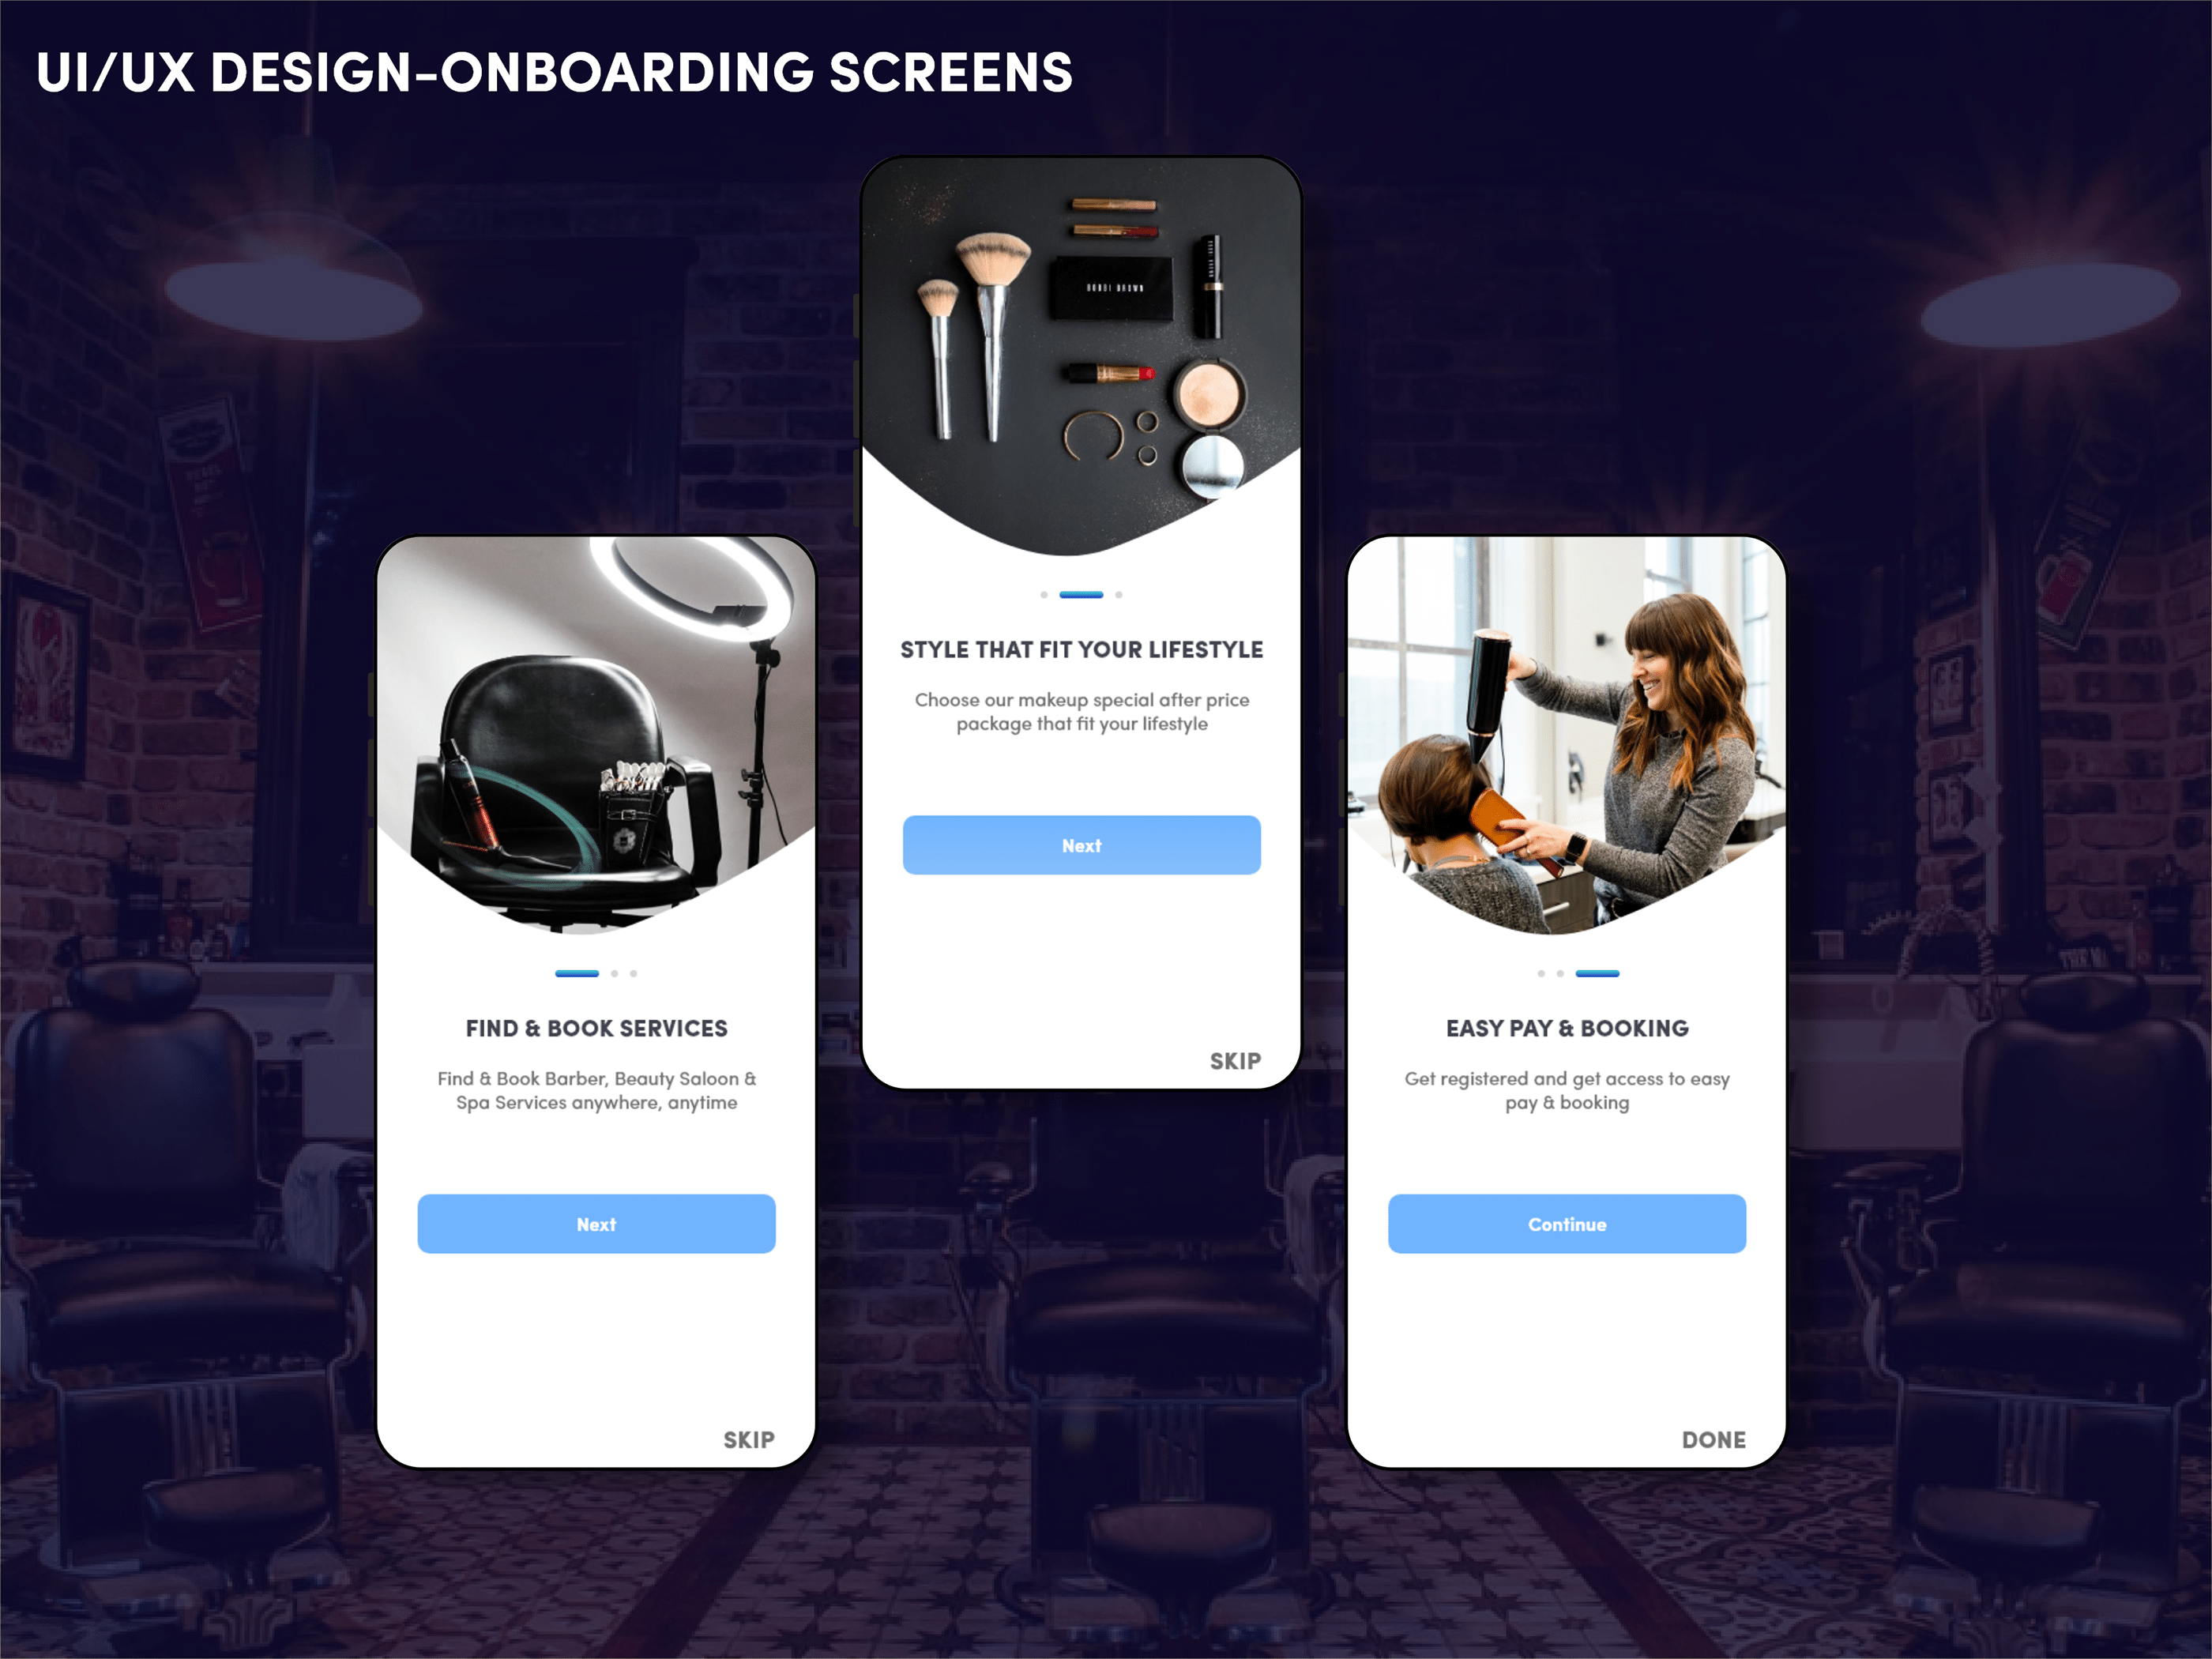 UI/UX DESIGN-ONBOARDING SCREENS
FIND & BOOK SERVICES
Find & Book Barber, Beauty Saloon &
Spa Services anywhere, anytime
Next
SKIP
BOBBI BROWN
STYLE THAT FIT YOUR LIFESTYLE
Choose our makeup special after price
package that fit your lifestyle
Next
SKIP
EASY PAY & BOOKING
Get registered and get access to easy
pay & booking
Continue
DONE